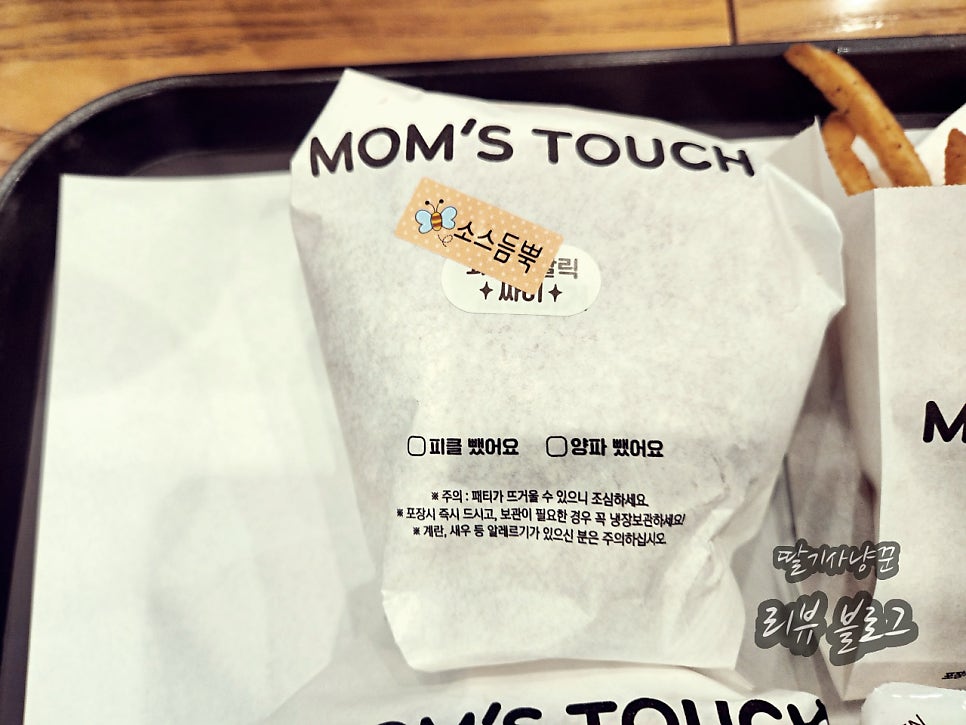 MOM'S TOUCH
소스듬뿍
✦싸이✦
피클 뺐어요 양파 뺐어요
※ 주의 : 패티가 뜨거울 수 있으니 조심하세요.
※ 포장시 즉시 드시고, 보관이 필요한 경우 꼭 냉장보관하세요!
※ 계란, 새우 등 알레르기가 있으신 분은 주의하십시오.
M
딸기사냥꾼
리뷰 블로그
MOM'S TOUCH